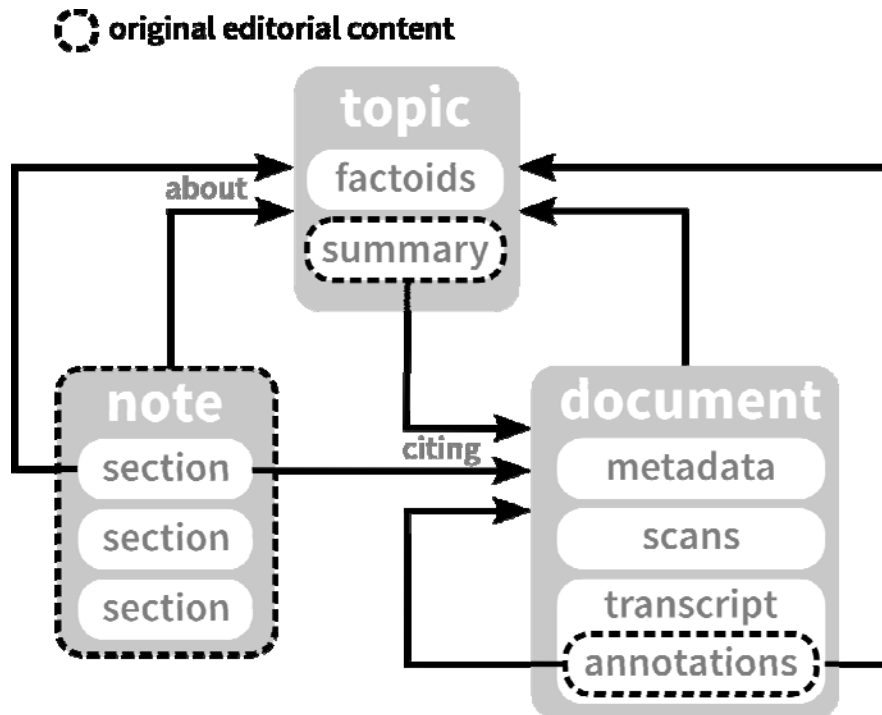 original editorial content
topic
factoids
about
summary
note
document
citing
section
metadata
section
scans
section
transcript
annotations